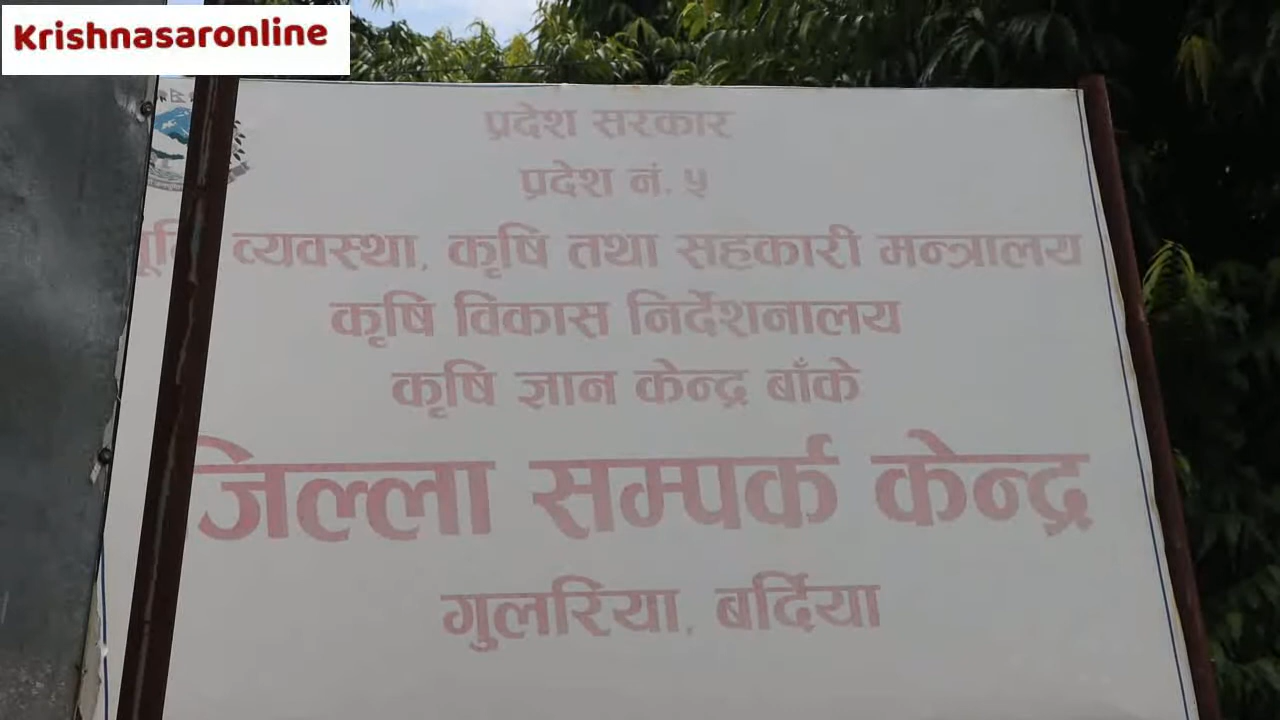 Krishnasaronline
प्रदेश सरकार
प्रदेश नं. ५
व्यवस्था, कृषि तथा सहकारी मन्त्रालय
कृषि विकास निर्देशनालय
कृषि ज्ञान केन्द्र बाँके
जिल्ला सम्पर्क केन्द्र
गुलरिया, बर्दिया